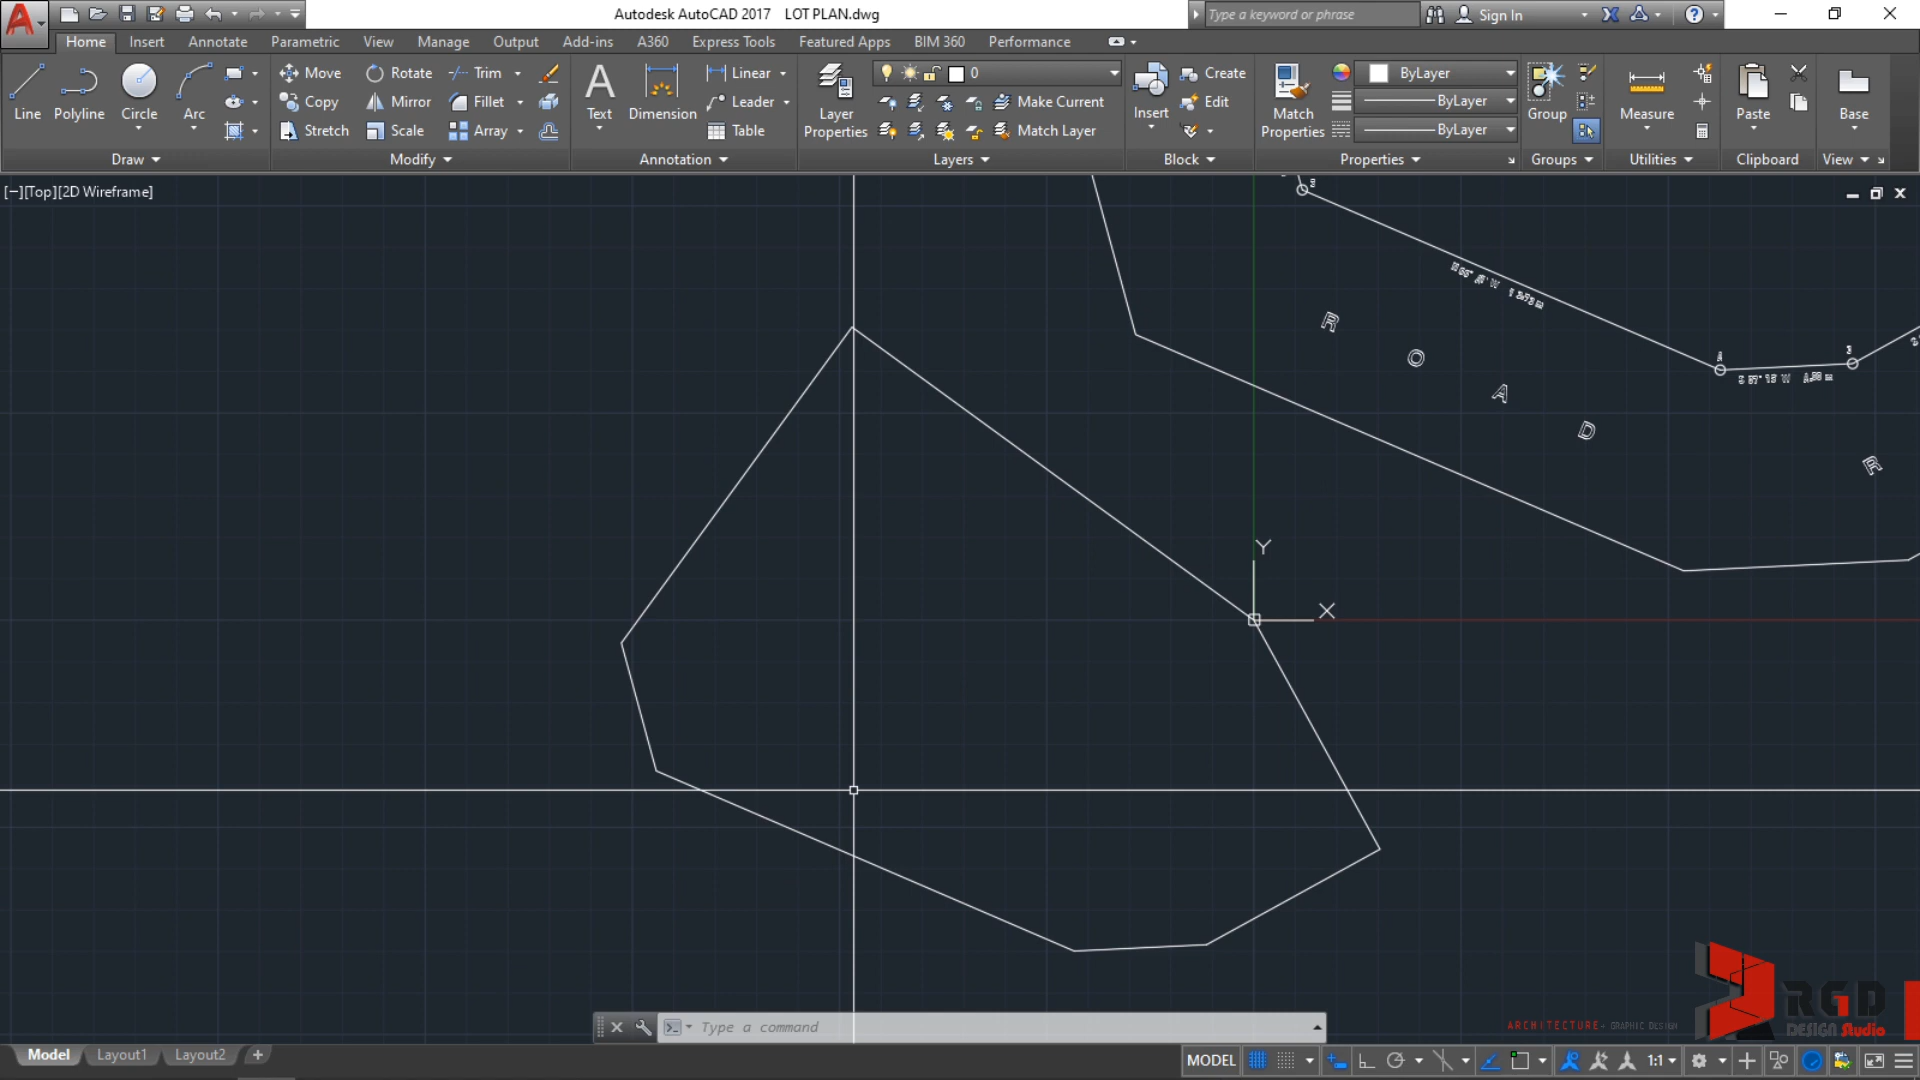 Autodesk AutoCAD 2017 LOT PLAN.dwg
Type a keyword or phrase
Sign In
Home Insert Annotate Parametric View Manage Output Add-ins A360 Express Tools Featured Apps BIM 360 Performance
Line Polyline Circle Arc
Draw
Move Rotate Trim
Copy Mirror Fillet
Stretch Scale Array
Modify
Text Dimension
Linear
Leader
Table
Annotation
Layer Properties
0
Make Current
Match Layer
Layers
Insert
Create
Edit
Block
Match Properties
ByLayer
ByLayer
ByLayer
Properties
Group
Groups
Measure
Utilities
Paste
Clipboard
Base
View
[−][Top][2D Wireframe]
R O A D
R
Y
X
Type a command
ARCHITECTURE + GRAPHIC DESIGN
RGD
DESIGN Studio
Model Layout1 Layout2 +
MODEL
1:1